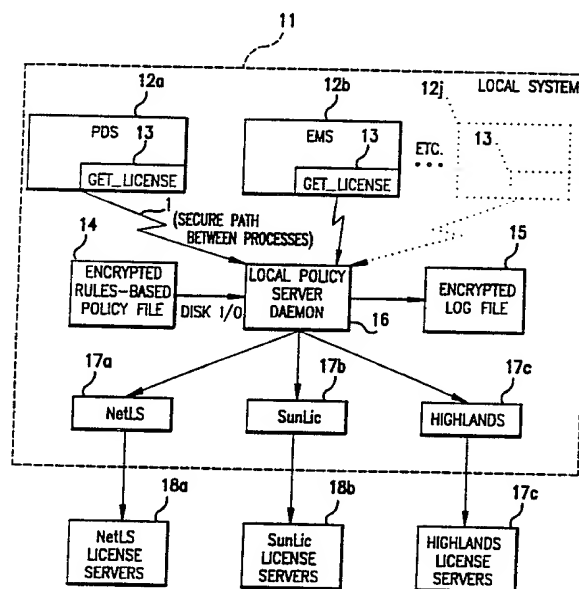 11
12a
12b
12j
LOCAL SYSTEM
PDS
13
GET_LICENSE
EMS
13
GET_LICENSE
ETC.
13
1
(SECURE PATH
BETWEEN PROCESSES)
14
15
ENCRYPTED
RULES-BASED
POLICY FILE
DISK I/O
LOCAL POLICY
SERVER
DAEMON
16
ENCRYPTED
LOG FILE
17a
17b
17c
NetLS
SunLic
HIGHLANDS
18a
18b
17c
NetLS
LICENSE
SERVERS
SunLic
LICENSE
SERVERS
HIGHLANDS
LICENSE
SERVERS